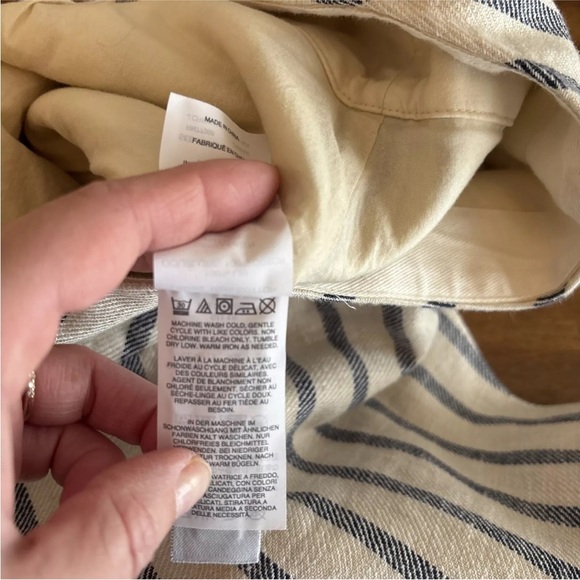 MADE IN CHINA
FABRIQUÉ EN
MACHINE WASH COLD, GENTLE
CYCLE WITH LIKE COLORS. NON
CHLORINE BLEACH ONLY. TUMBLE
DRY LOW. WARM IRON AS NEEDED.
LAVER À LA MACHINE À L'EAU
FROIDE AU CYCLE DÉLICAT, AVEC
DES COULEURS SIMILAIRES.
AGENT DE BLANCHIMENT NON
CHLORÉ SEULEMENT. SÉCHER AU
SÈCHE-LINGE AU CYCLE DOUX.
REPASSER AU FER TIÈDE AU
BESOIN.
IN DER MASCHINE IM
SCHONWASCHGANG MIT ÄHNLICHEN
FARBEN KALT WASCHEN. NUR
CHLORFREIES BLEICHMITTEL
VERWENDEN. BEI NIEDRIGER
TROCKNEN. NACH
WARM BÜGELN.
A FREDDO,
CON COLORI
CANDEGGINA SENZA
PER
STIRATURA
MEDIA A SECONDA
DELLE NECESSITÀ.